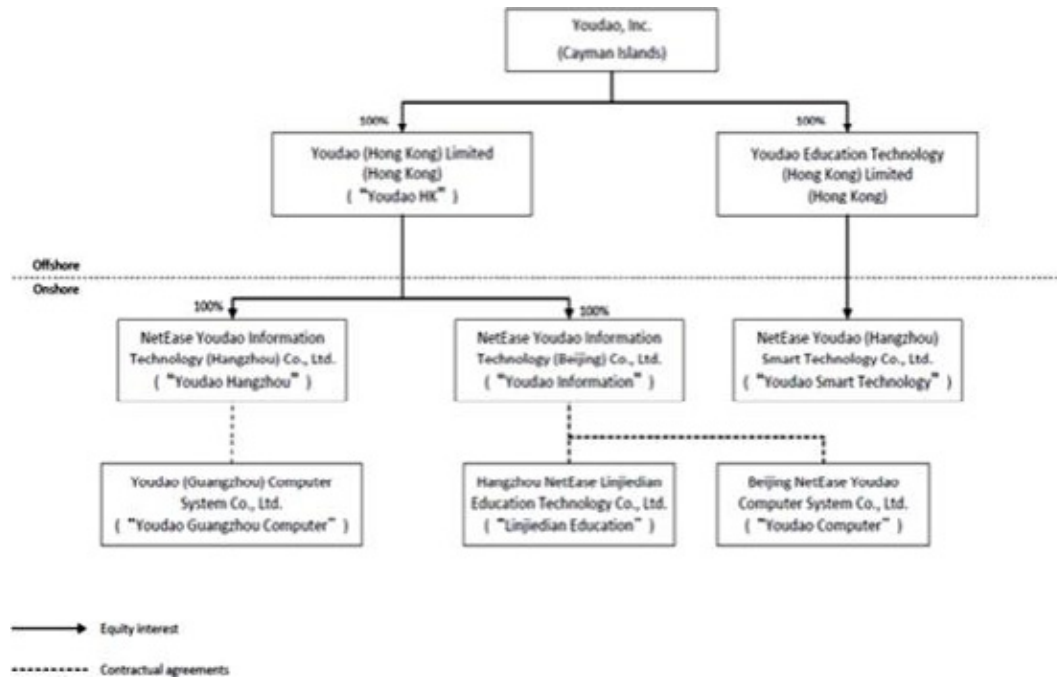 Youdao, Inc.
(Cayman Islands)
100%
100%
Youdao (Hong Kong) Limited
(Hong Kong)
( “Youdao HK” )
Youdao Education Technology
(Hong Kong) Limited
(Hong Kong)
Offshore
Onshore
100%
100%
NetEase Youdao Information
Technology (Hangzhou) Co., Ltd.
( “Youdao Hangzhou” )
NetEase Youdao Information
Technology (Beijing) Co., Ltd.
( “Youdao Information” )
NetEase Youdao (Hangzhou)
Smart Technology Co., Ltd.
( “Youdao Smart Technology” )
Youdao (Guangzhou) Computer
System Co., Ltd.
( “Youdao Guangzhou Computer” )
Hangzhou NetEase Linjiedian
Education Technology Co., Ltd.
( “Linjiedian Education” )
Beijing NetEase Youdao
Computer System Co., Ltd.
( “Youdao Computer” )
Equity interest
Contractual agreements